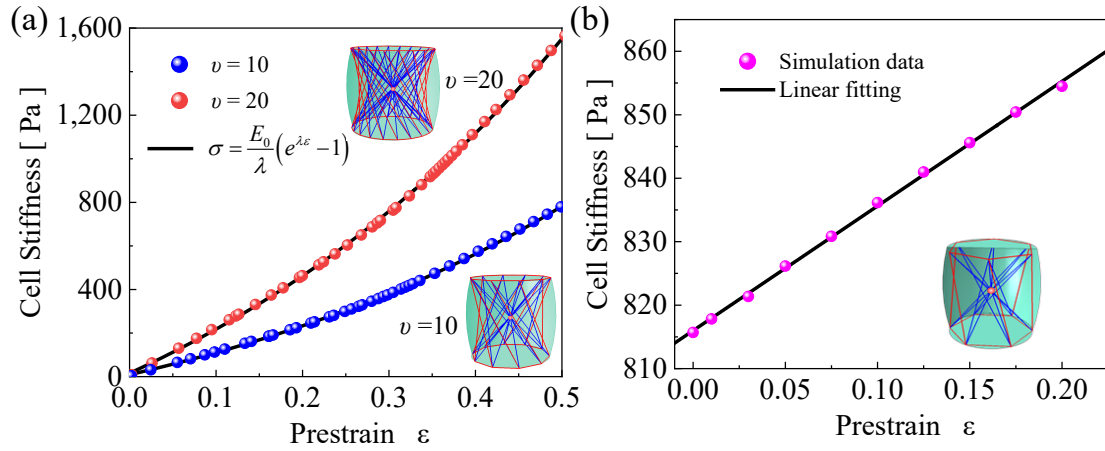 (a)
1,600
1,200
800
400
0
Cell Stiffness [ Pa]
υ = 10
υ = 20
σ = E₀/λ (e^{λε} −1)
υ=20
υ =10
0.0 0.1 0.2 0.3 0.4 0.5
Prestrain ε
(b)
860
850
840
830
820
810
Cell Stiffness [ Pa]
Simulation data
Linear fitting
0.00 0.05 0.10 0.15 0.20
Prestrain ε